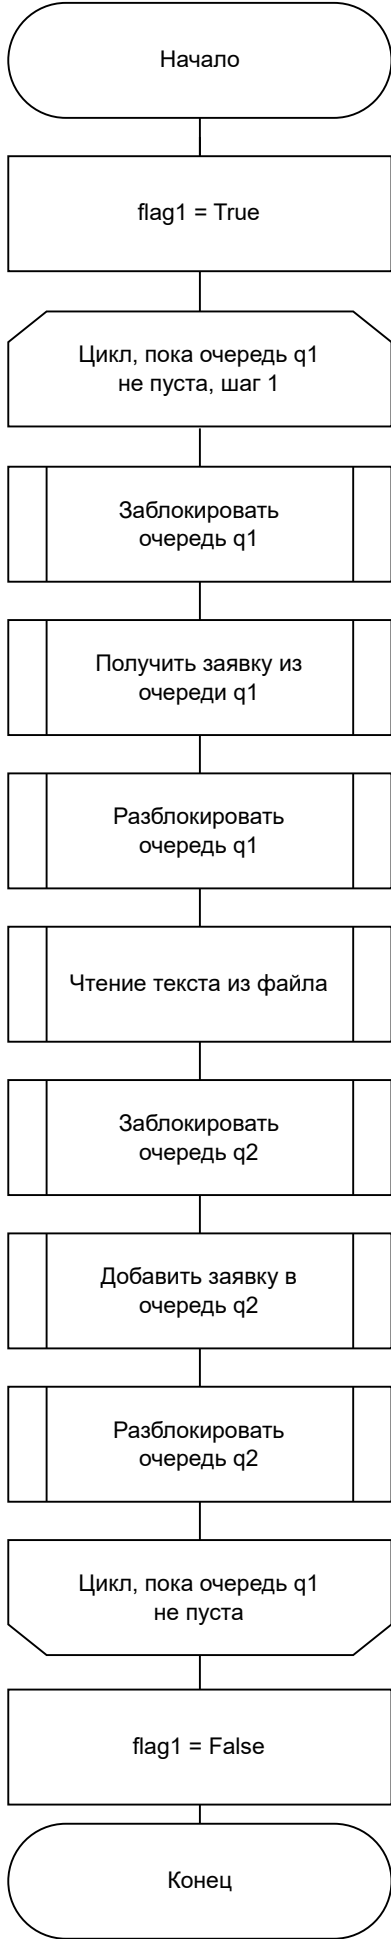 Начало
flag1 = True
Цикл, пока очередь q1
не пуста, шаг 1
Заблокировать
очередь q1
Получить заявку из
очереди q1
Разблокировать
очередь q1
Чтение текста из файла
Заблокировать
очередь q2
Добавить заявку в
очередь q2
Разблокировать
очередь q2
Цикл, пока очередь q1
не пуста
flag1 = False
Конец